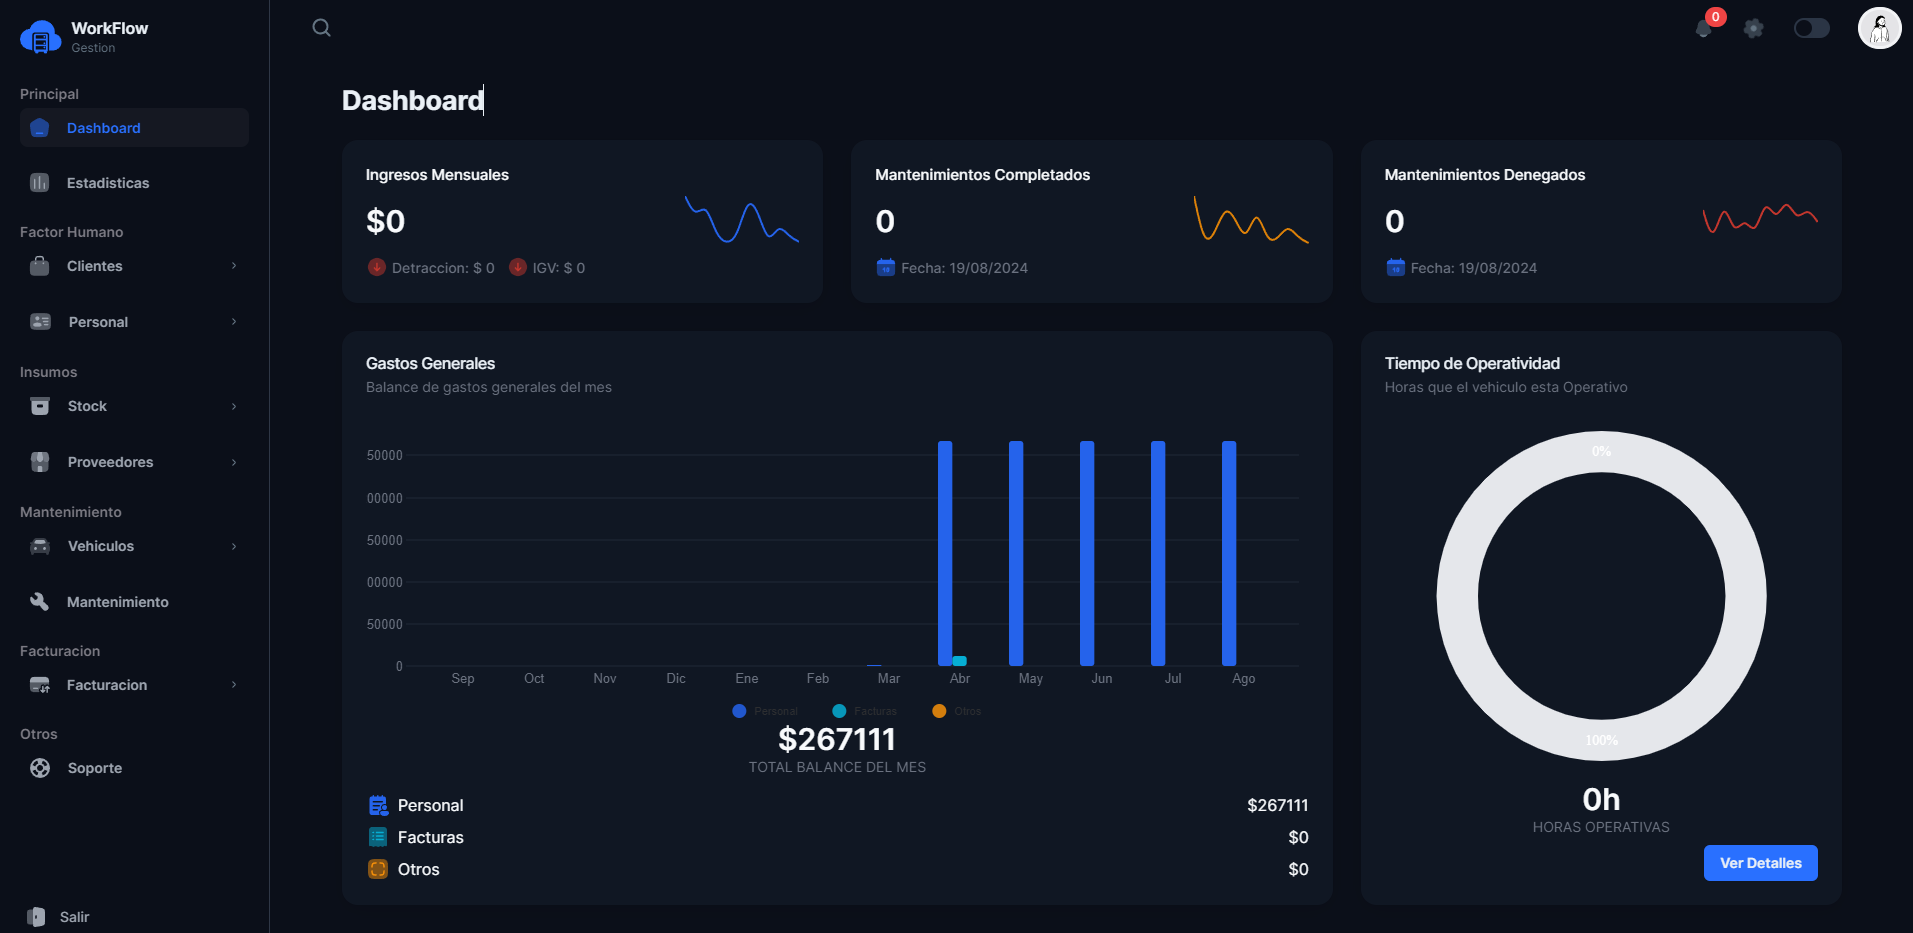 WorkFlow
Gestion
Principal
Dashboard
Estadisticas
Factor Humano
Clientes
Personal
Insumos
Stock
Proveedores
Mantenimiento
Vehiculos
Mantenimiento
Facturacion
Facturacion
Otros
Soporte
Salir
0
Dashboard
Ingresos Mensuales
$0
Detraccion: $ 0 IGV: $ 0
Mantenimientos Completados
0
Fecha: 19/08/2024
Mantenimientos Denegados
0
Fecha: 19/08/2024
Gastos Generales
Balance de gastos generales del mes
50000
00000
50000
00000
50000
0
Sep Oct Nov Dic Ene Feb Mar Abr May Jun Jul Ago
Personal Facturas Otros
$267111
TOTAL BALANCE DEL MES
Personal $267111
Facturas $0
Otros $0
Tiempo de Operatividad
Horas que el vehiculo esta Operativo
0%
100%
0h
HORAS OPERATIVAS
Ver Detalles